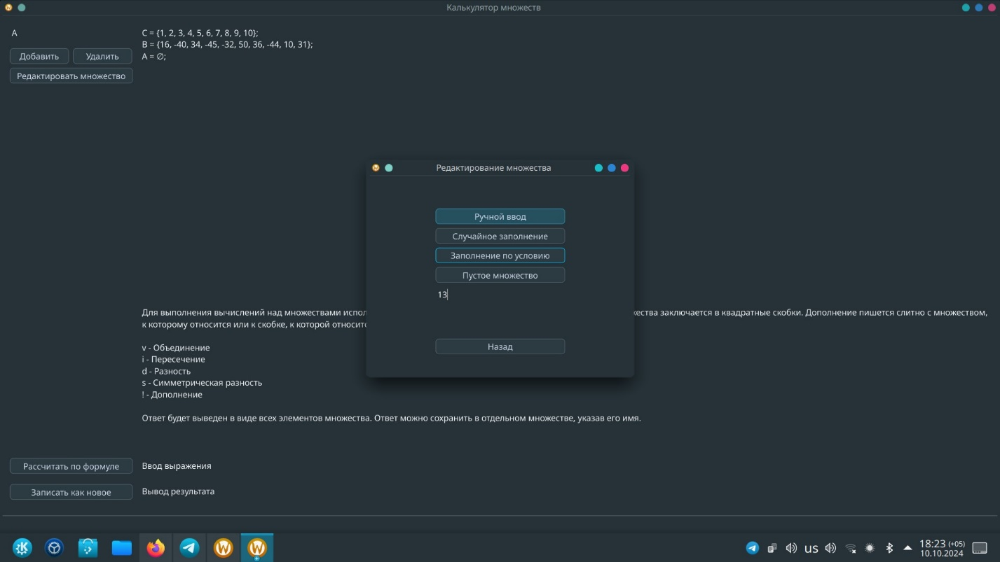 Калькулятор множеств
A
C = {1, 2, 3, 4, 5, 6, 7, 8, 9, 10};
B = {16, -40, 34, -45, -32, 50, 36, -44, 10, 31};
A = ∅;
Добавить
Удалить
Редактировать множество
Редактирование множества
Ручной ввод
Случайное заполнение
Заполнение по условию
Пустое множество
13
Назад
Для выполнения вычислений над множествами испол
жества заключается в квадратные скобки. Дополнение пишется слитно с множеством,
к которому относится или к скобке, к которой относитс
v - Объединение
i - Пересечение
d - Разность
s - Симметрическая разность
! - Дополнение
Ответ будет выведен в виде всех элементов множества. Ответ можно сохранить в отдельном множестве, указав его имя.
Рассчитать по формуле
Ввод выражения
Записать как новое
Вывод результата
us
18:23 (+05)
10.10.2024